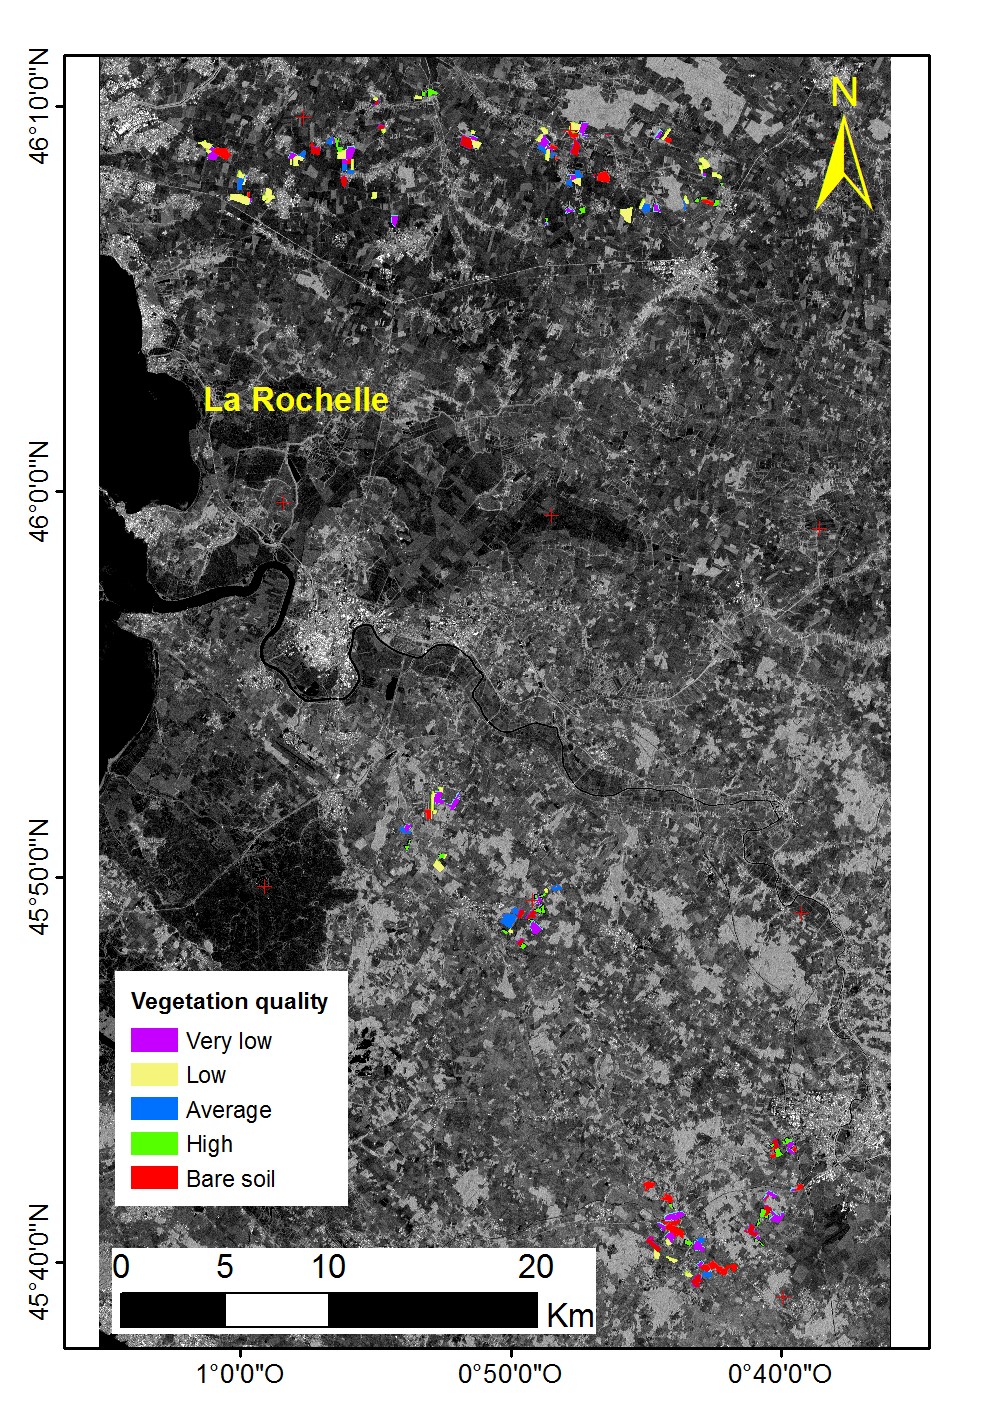 N
46°10'0"N
La Rochelle
46°0'0"N
45°50'0"N
Vegetation quality
Very low
Low
Average
High
Bare soil
45°40'0"N
0 5 10 20
Km
1°0'0"O 0°50'0"O 0°40'0"O